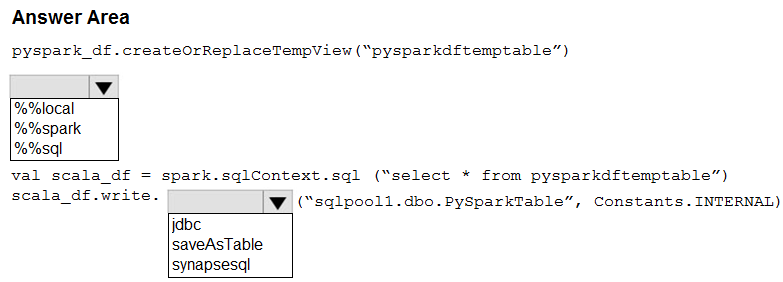 Answer Area
pyspark_df.createOrReplaceTempView(“pysparkdftemptable”)
%%local
%%spark
%%sql
val scala_df = spark.sqlContext.sql (“select * from pysparkdftemptable”)
scala_df.write. (“sqlpool1.dbo.PySparkTable”, Constants.INTERNAL)
jdbc
saveAsTable
synapsesql